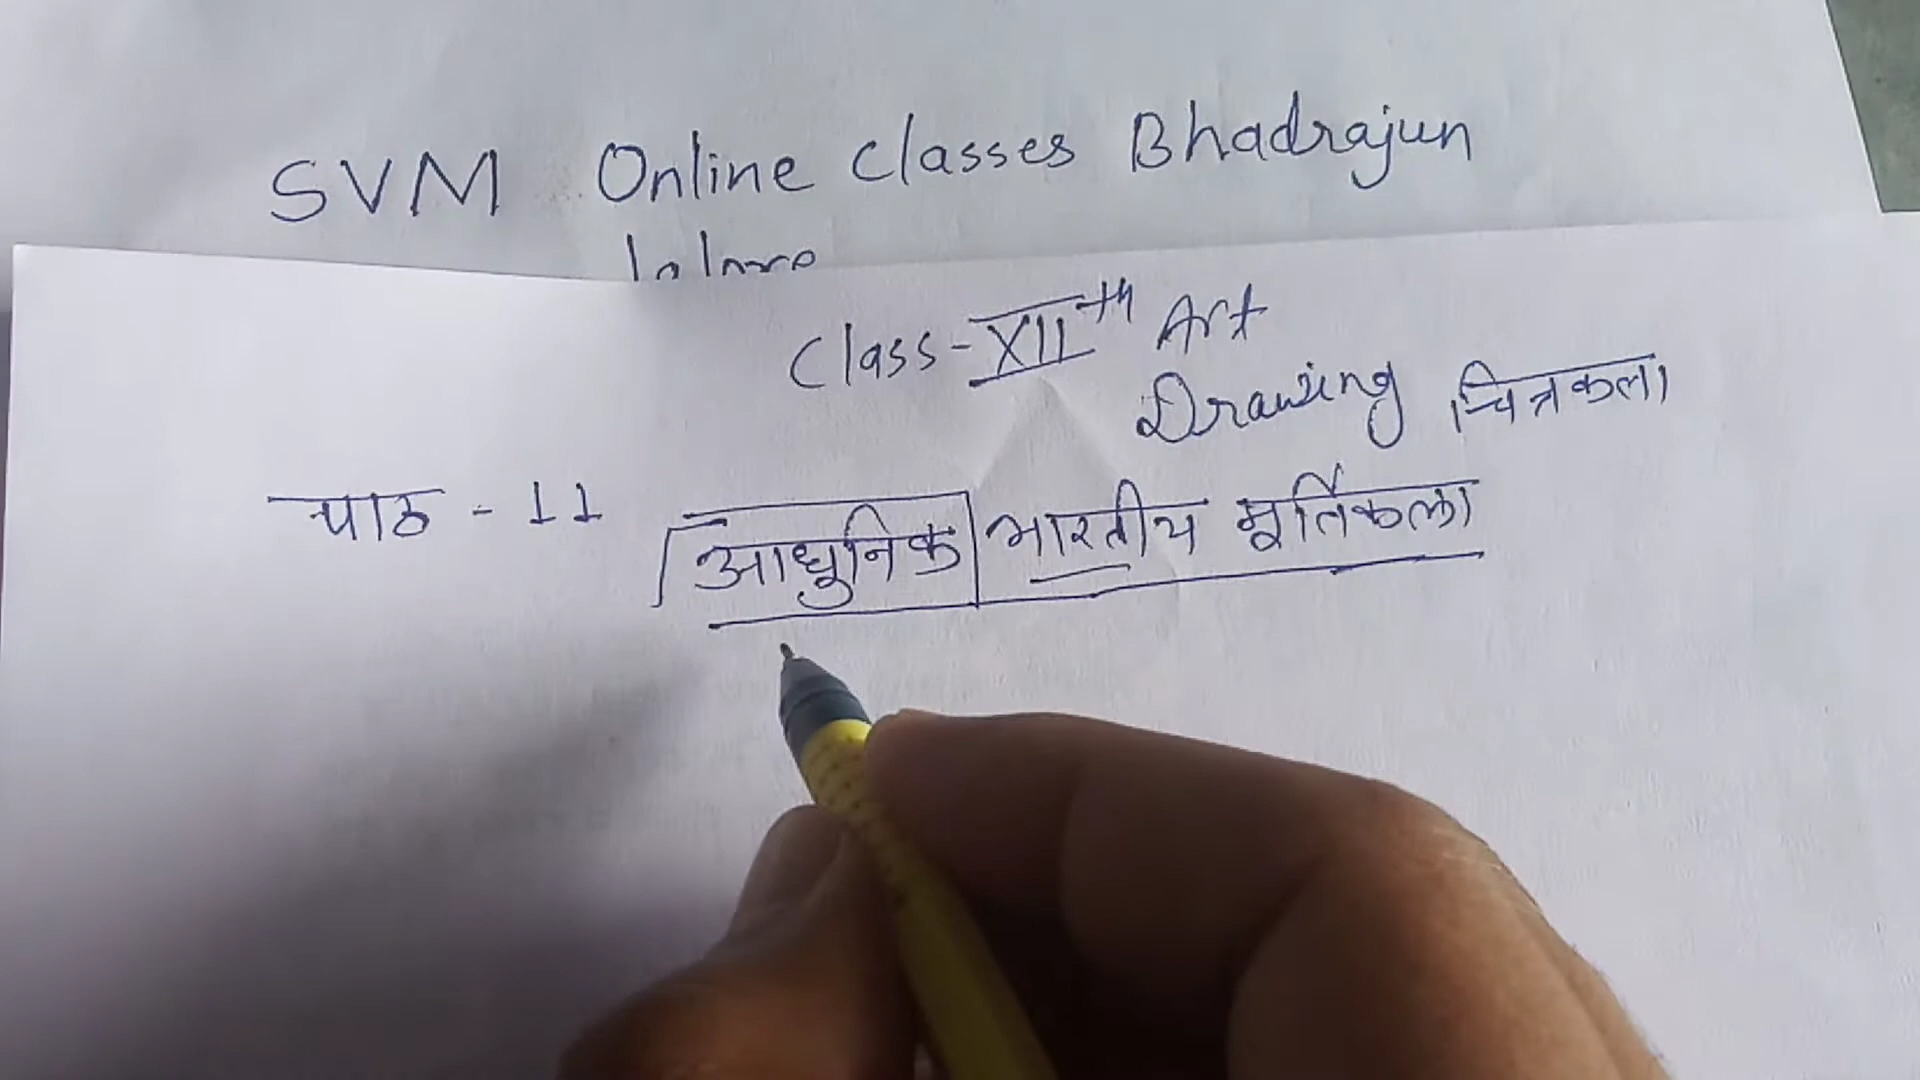 SVM Online Classes Bhadrajun
Class-XIIth Art
Drawing चित्रकला
पाठ - 11 आधुनिक भारतीय मूर्तिकला